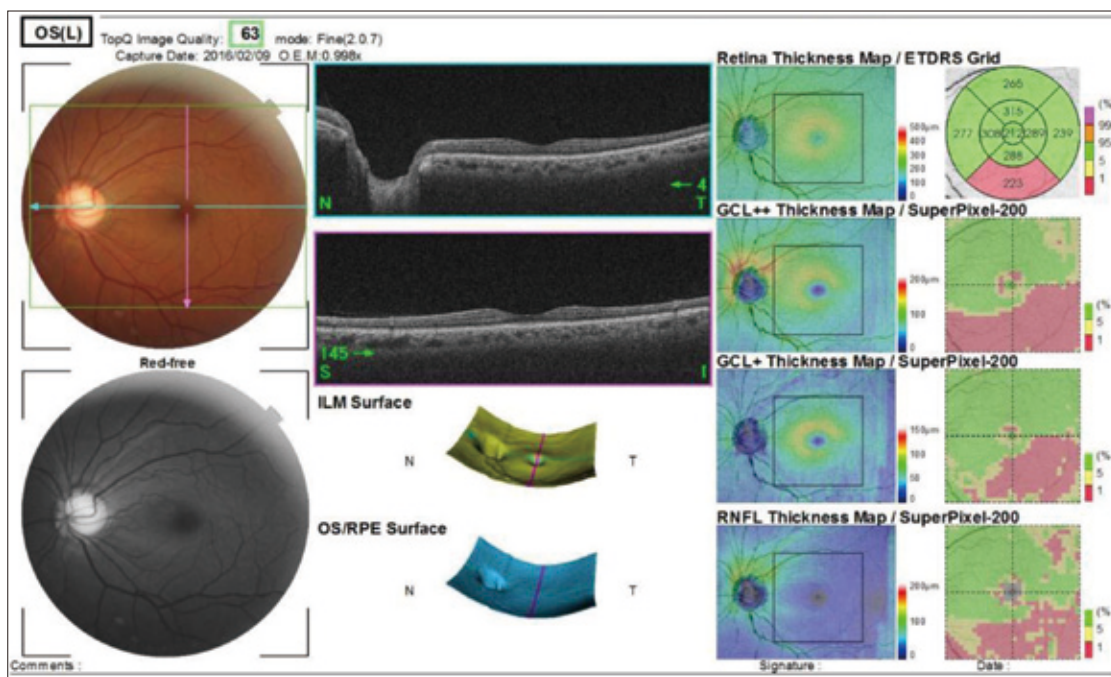 OS(L) TopQ Image Quality: 63 mode: Fine(2.0.7)
Capture Date: 2016/02/09 O.E.M:0.998x
N
4
T
145
S
I
Red-free
ILM Surface
N T
OS/RPE Surface
N T
Retina Thickness Map / ETDRS Grid
500μm
400
300
200
100
0
265
315
277 308 212 289 239
288
223
(%
99
95
5
1
GCL++ Thickness Map / SuperPixel-200
200μm
100
0
(%
5
1
GCL+ Thickness Map / SuperPixel-200
150μm
100
50
0
(%
5
1
RNFL Thickness Map / SuperPixel-200
200μm
100
0
(%
5
1
Comments : Signature : Date :